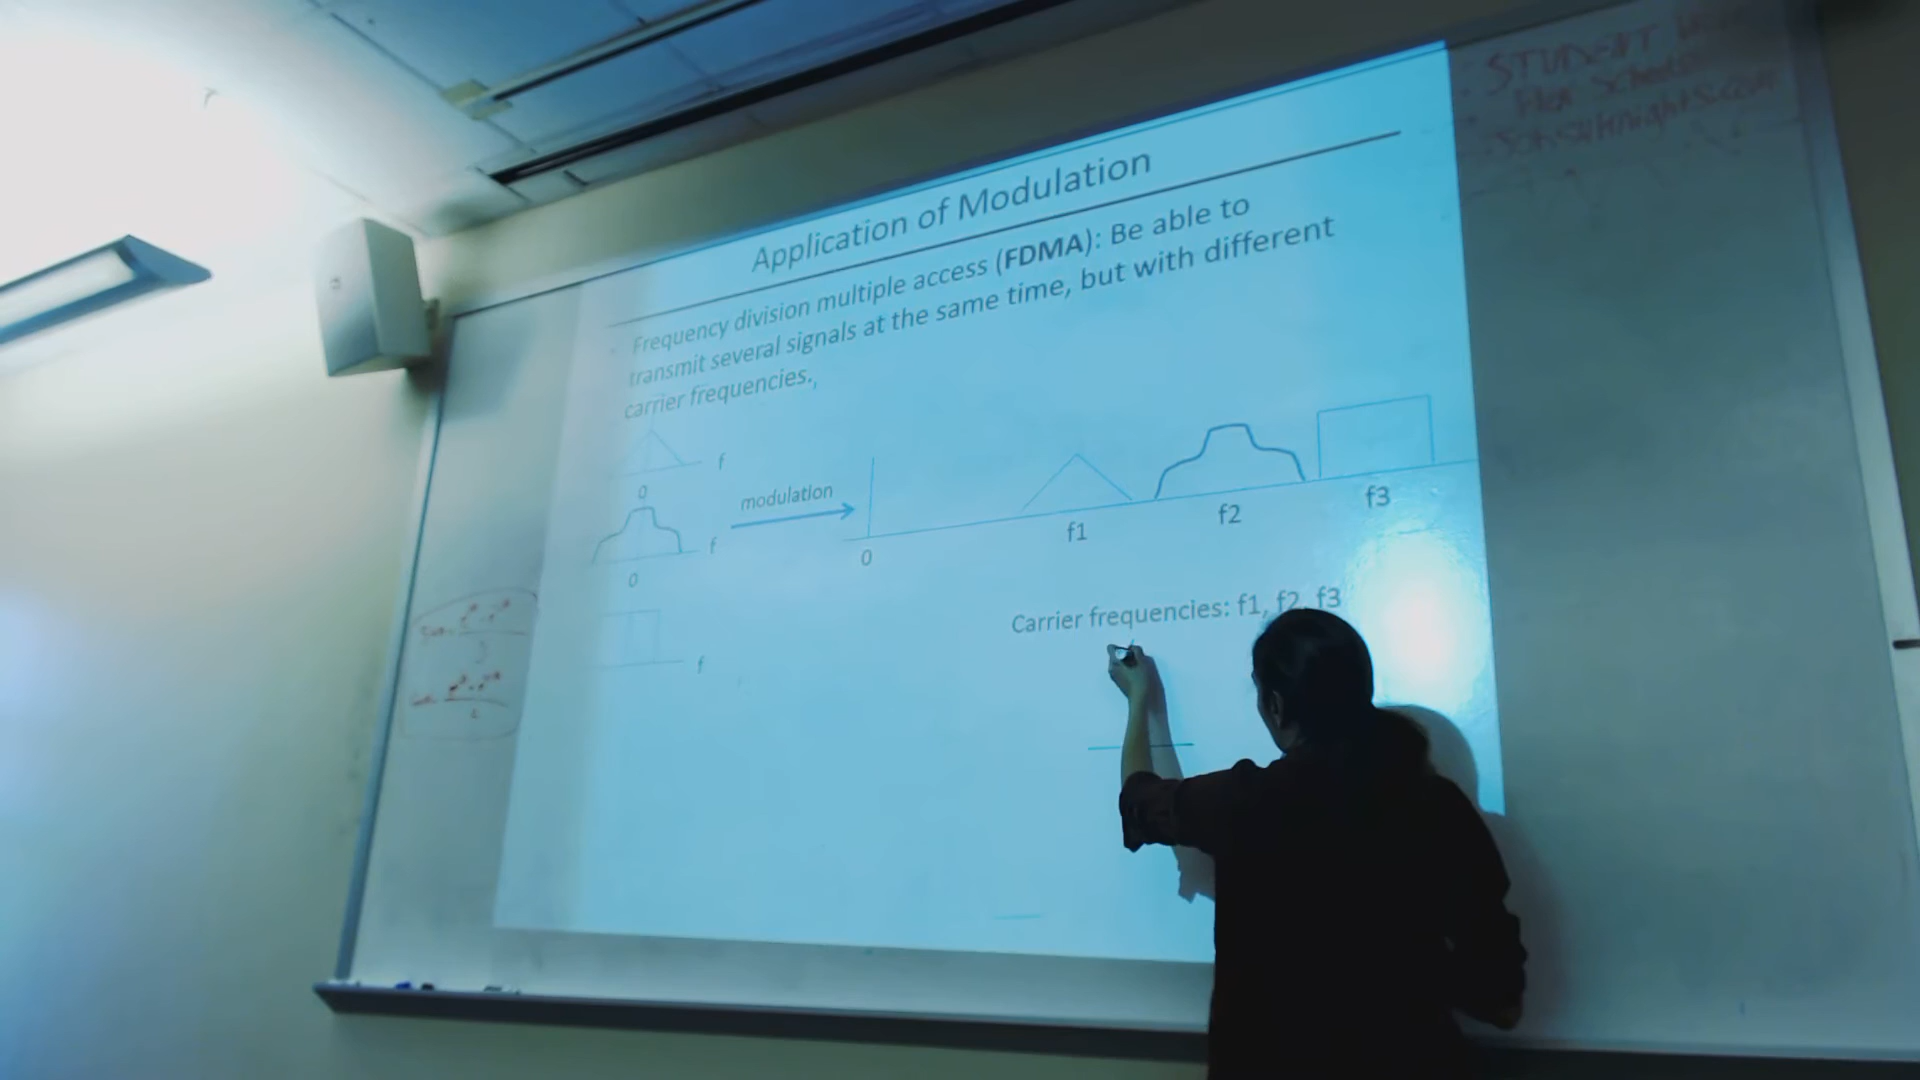 Application of Modulation
Frequency division multiple access (FDMA): Be able to
transmit several signals at the same time, but with different
carrier frequencies.
f
0
modulation
f
0
f
0
f1
f2
f3
Carrier frequencies: f1, f2, f3
STUDENT